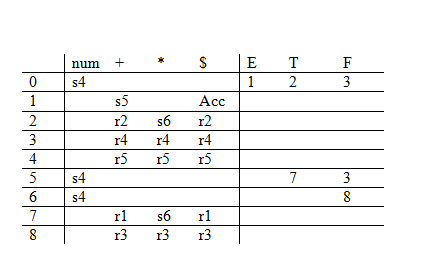 num + * $ E T F
0 s4 1 2 3
1 s5 Acc
2 r2 s6 r2
3 r4 r4 r4
4 r5 r5 r5
5 s4 7 3
6 s4 8
7 r1 s6 r1
8 r3 r3 r3